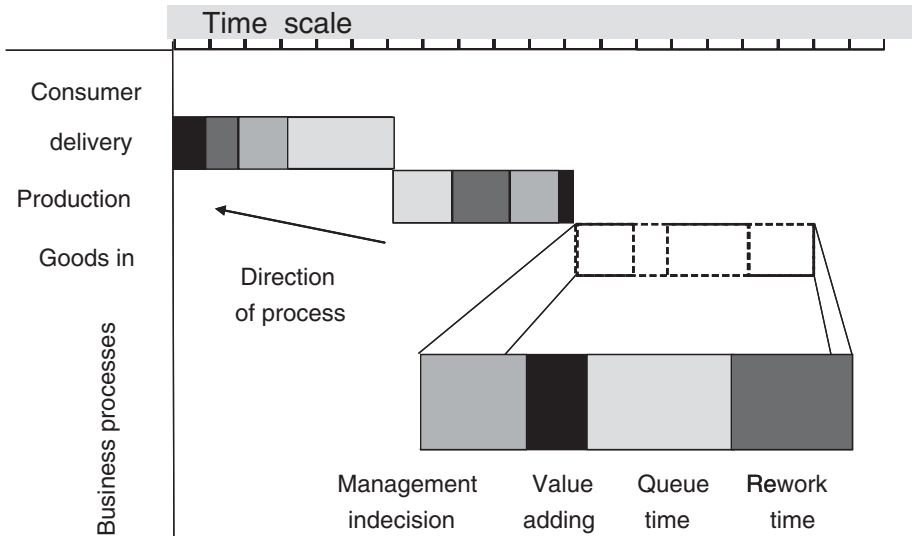 Time scale
Consumer
delivery
Production
Goods in
Direction
of process
Business processes
Management
indecision
Value
adding
Queue
time
Rework
time